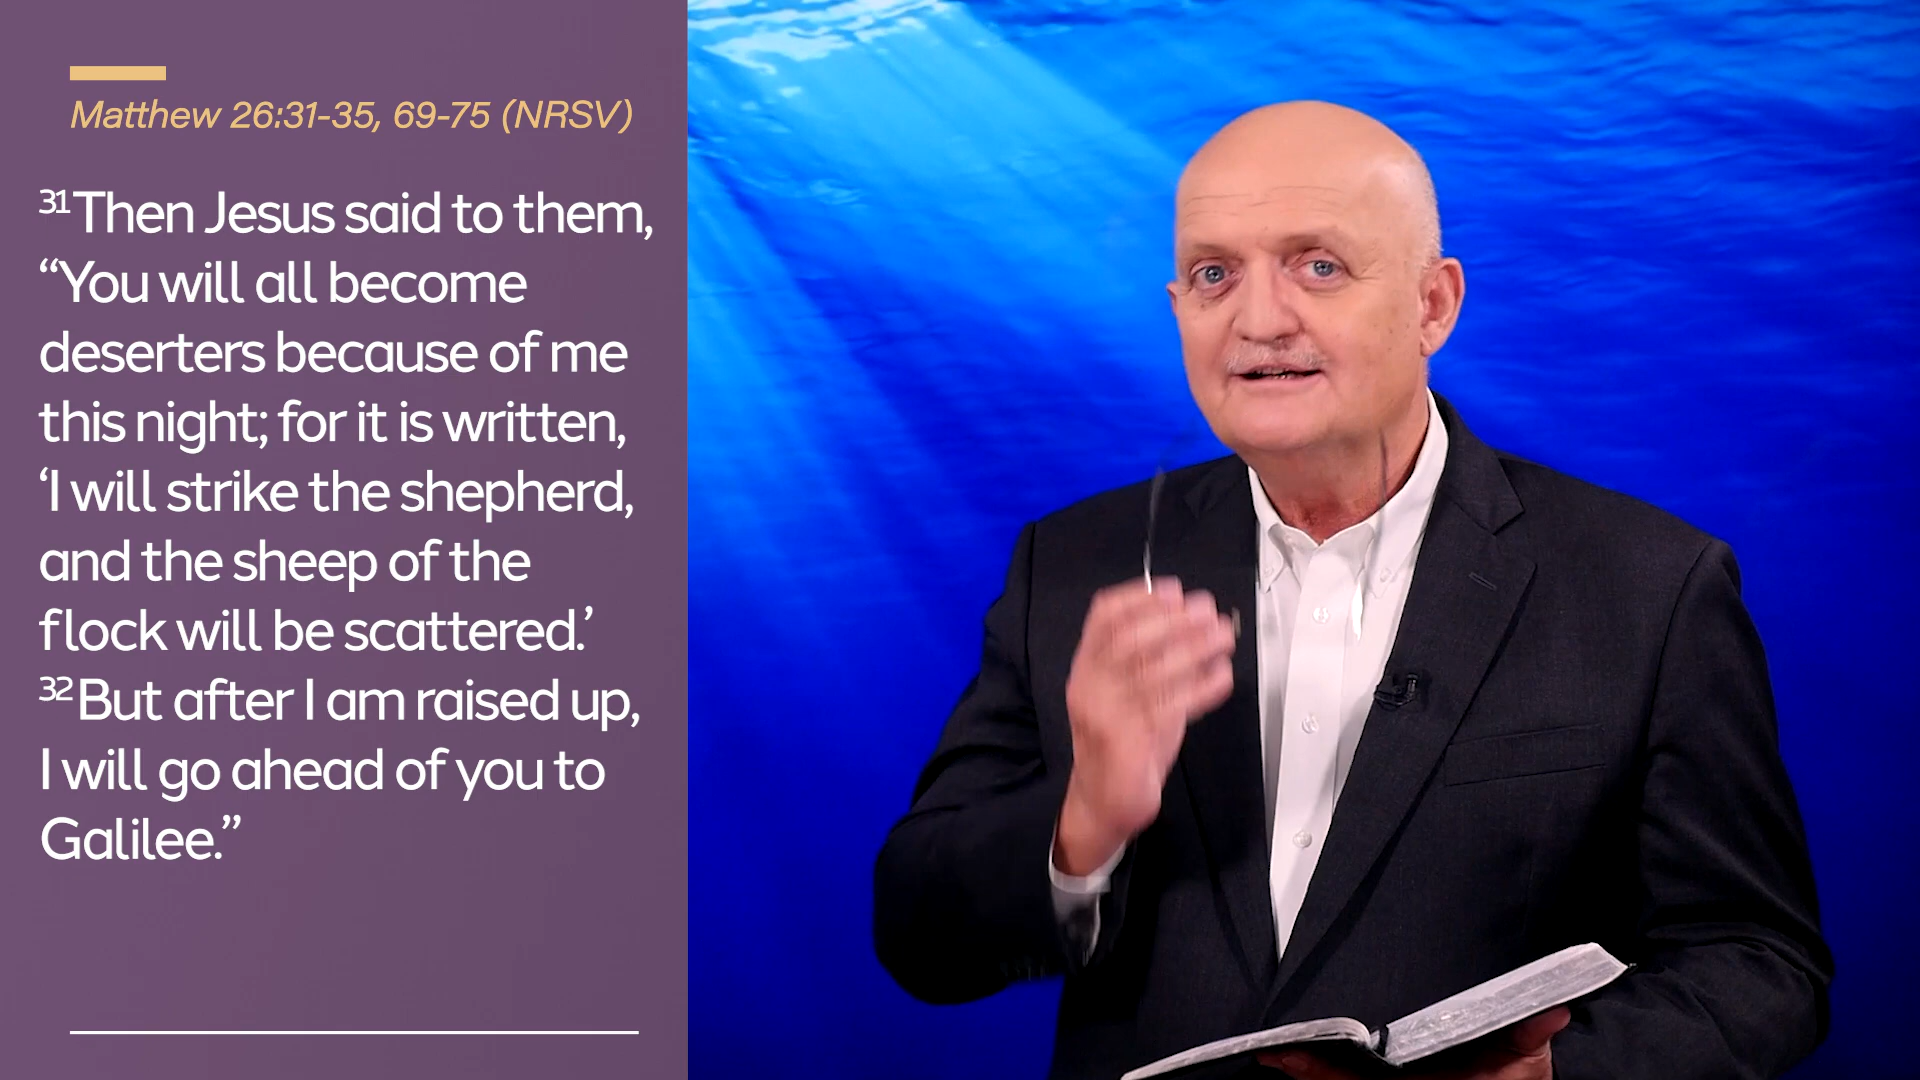 Matthew 26:31-35, 69-75 (NRSV)
³¹Then Jesus said to them,
“You will all become
deserters because of me
this night; for it is written,
‘I will strike the shepherd,
and the sheep of the
flock will be scattered.’
³²But after I am raised up,
I will go ahead of you to
Galilee.”